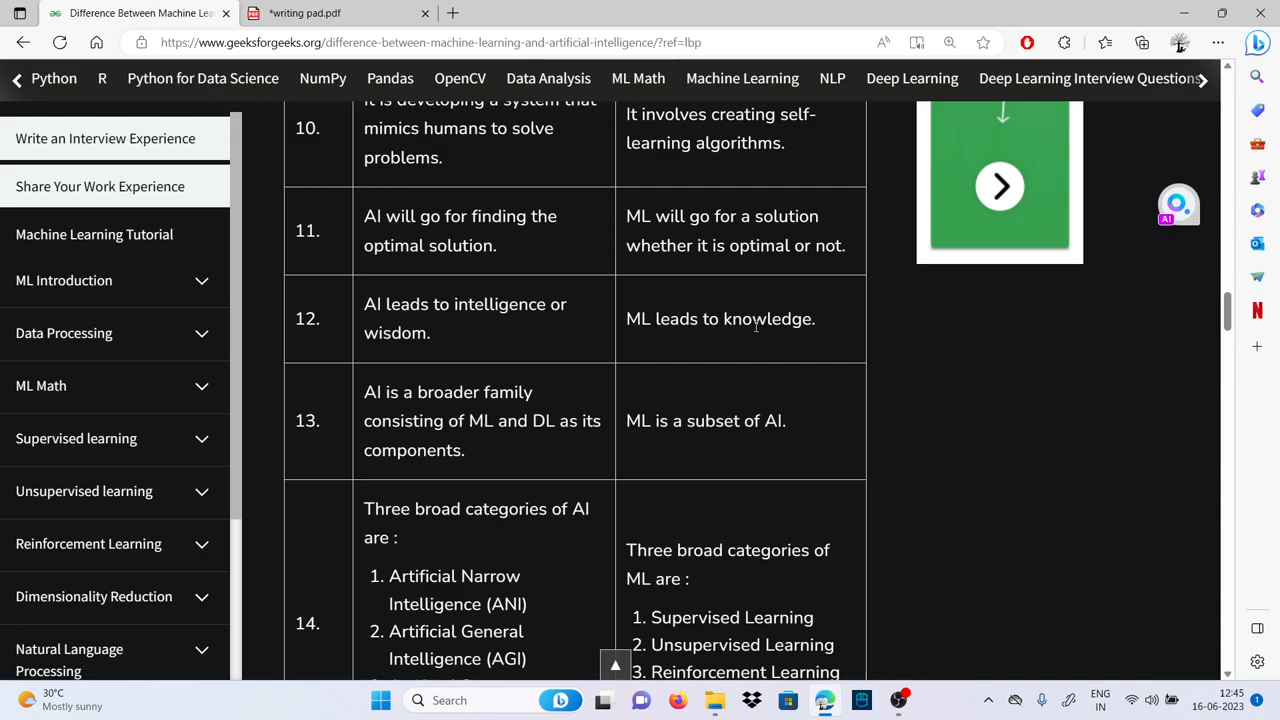 Difference Between Machine Lea
*writing pad.pdf
https://www.geeksforgeeks.org/difference-between-machine-learning-and-artificial-intelligence/?ref=lbp
Python R Python for Data Science NumPy Pandas OpenCV Data Analysis ML Math Machine Learning NLP Deep Learning Deep Learning Interview Questions
Write an Interview Experience
Share Your Work Experience
Machine Learning Tutorial
ML Introduction
Data Processing
ML Math
Supervised learning
Unsupervised learning
Reinforcement Learning
Dimensionality Reduction
Natural Language
Processing
10.
It is developing a system that
mimics humans to solve
problems.
It involves creating self-
learning algorithms.
11.
AI will go for finding the
optimal solution.
ML will go for a solution
whether it is optimal or not.
12.
AI leads to intelligence or
wisdom.
ML leads to knowledge.
13.
AI is a broader family
consisting of ML and DL as its
components.
ML is a subset of AI.
14.
Three broad categories of AI
are :
1. Artificial Narrow
Intelligence (ANI)
2. Artificial General
Intelligence (AGI)
Three broad categories of
ML are :
1. Supervised Learning
2. Unsupervised Learning
3. Reinforcement Learning
AI
30°C
Mostly sunny
Search
ENG
IN
12:45
16-06-2023